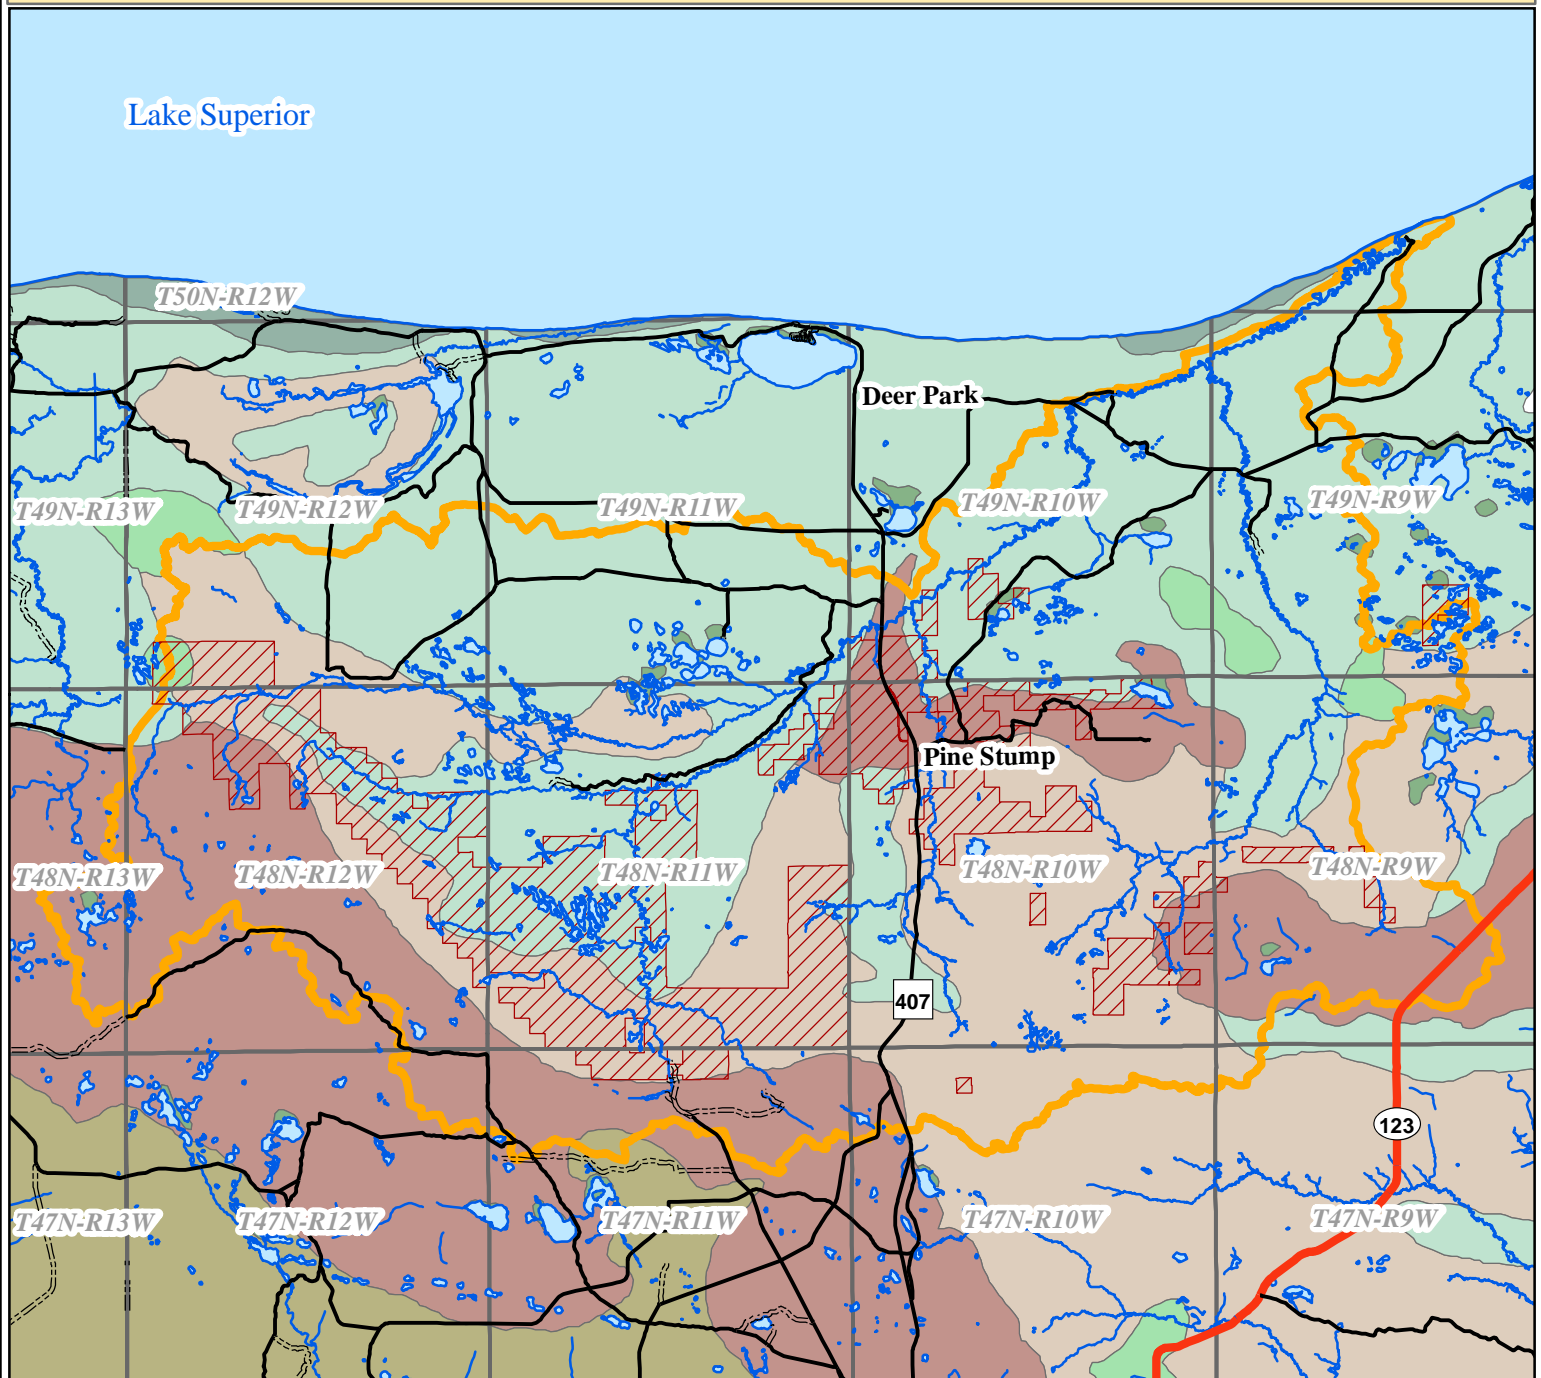 Lake Superior
T50N-R12W
Deer Park
T49N-R13W
T49N-R12W
T49N-R11W
T49N-R10W
T49N-R9W
Pine Stump
T48N-R13W
T48N-R12W
T48N-R11W
T48N-R10W
T48N-R9W
407
123
T47N-R13W
T47N-R12W
T47N-R11W
T47N-R10W
T47N-R9W